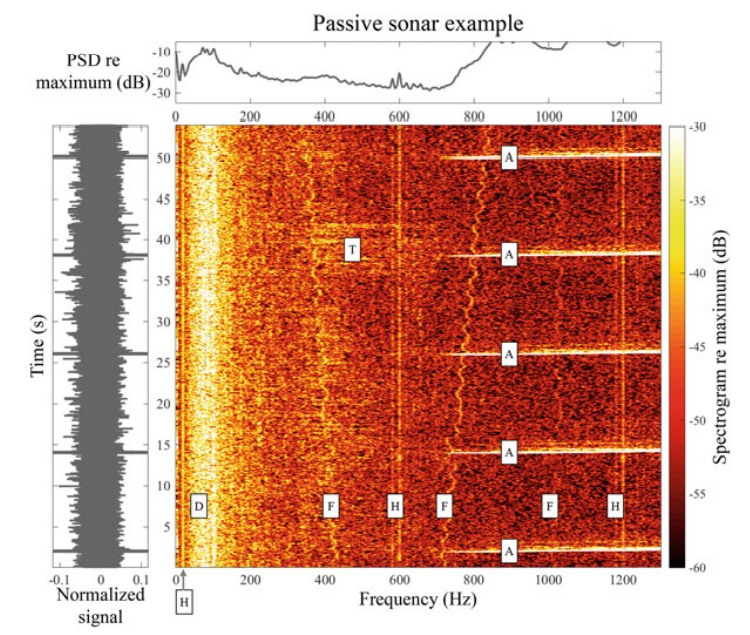 Passive sonar example
PSD re
maximum (dB)
-10
-20
-30
0 200 400 600 800 1000 1200
Time (s)
50
45
40
35
30
25
20
15
10
5
A
T
A
A
A
D F H F F H
A
-30
-35
-40
-45
-50
-55
-60
Spectrogram re maximum (dB)
-0.1 0 0.1
0 200 400 600 800 1000 1200
Normalized
signal
H
Frequency (Hz)